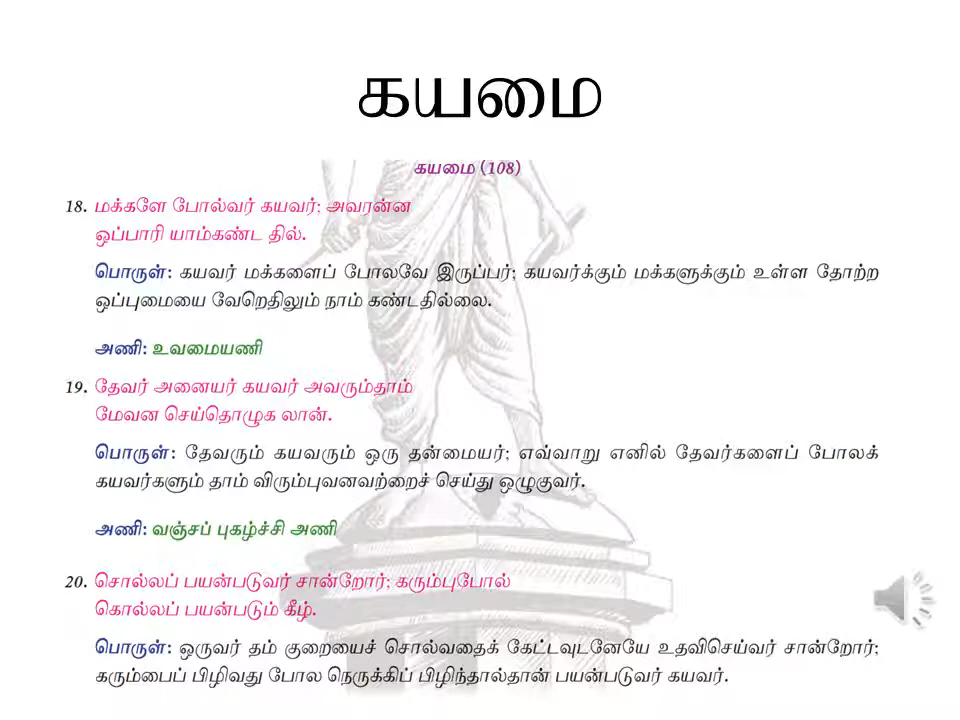 கயமை
கயமை (108)
18. மக்களே போல்வர் கயவர்; அவரன்ன
ஒப்பாரி யாம்கண்ட தில்.
பொருள்: கயவர் மக்களைப் போலவே இருப்பர்; கயவர்க்கும் மக்களுக்கும் உள்ள தோற்ற
ஒப்புமையை வேறெதிலும் நாம் கண்டதில்லை.
அணி: உவமையணி
19. தேவர் அனையர் கயவர் அவரும்தாம்
மேவன செய்தொழுக லான்.
பொருள்: தேவரும் கயவரும் ஒரு தன்மையர்; எவ்வாறு எனில் தேவர்களைப் போலக்
கயவர்களும் தாம் விரும்புவனவற்றைச் செய்து ஒழுகுவர்.
அணி: வஞ்சப் புகழ்ச்சி அணி
20. சொல்லப் பயன்படுவர் சான்றோர்; கரும்புபோல்
கொல்லப் பயன்படும் கீழ்.
பொருள்: ஒருவர் தம் குறையைச் சொல்வதைக் கேட்டவுடனேயே உதவிசெய்வர் சான்றோர்;
கரும்பைப் பிழிவது போல நெருக்கிப் பிழிந்தால்தான் பயன்படுவர் கயவர்.